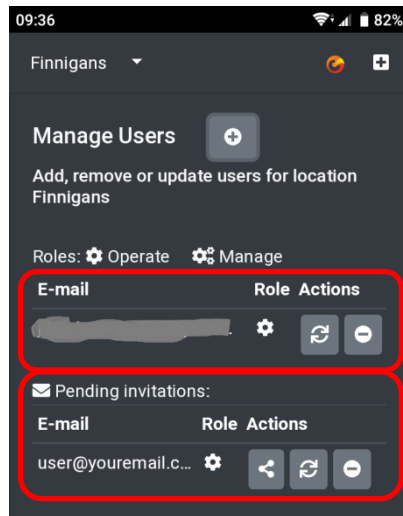 09:36 82%
Finnigans
Manage Users
Add, remove or update users for location
Finnigans
Roles: Operate Manage
E-mail Role Actions
Pending invitations:
E-mail Role Actions
user@youremail.c...